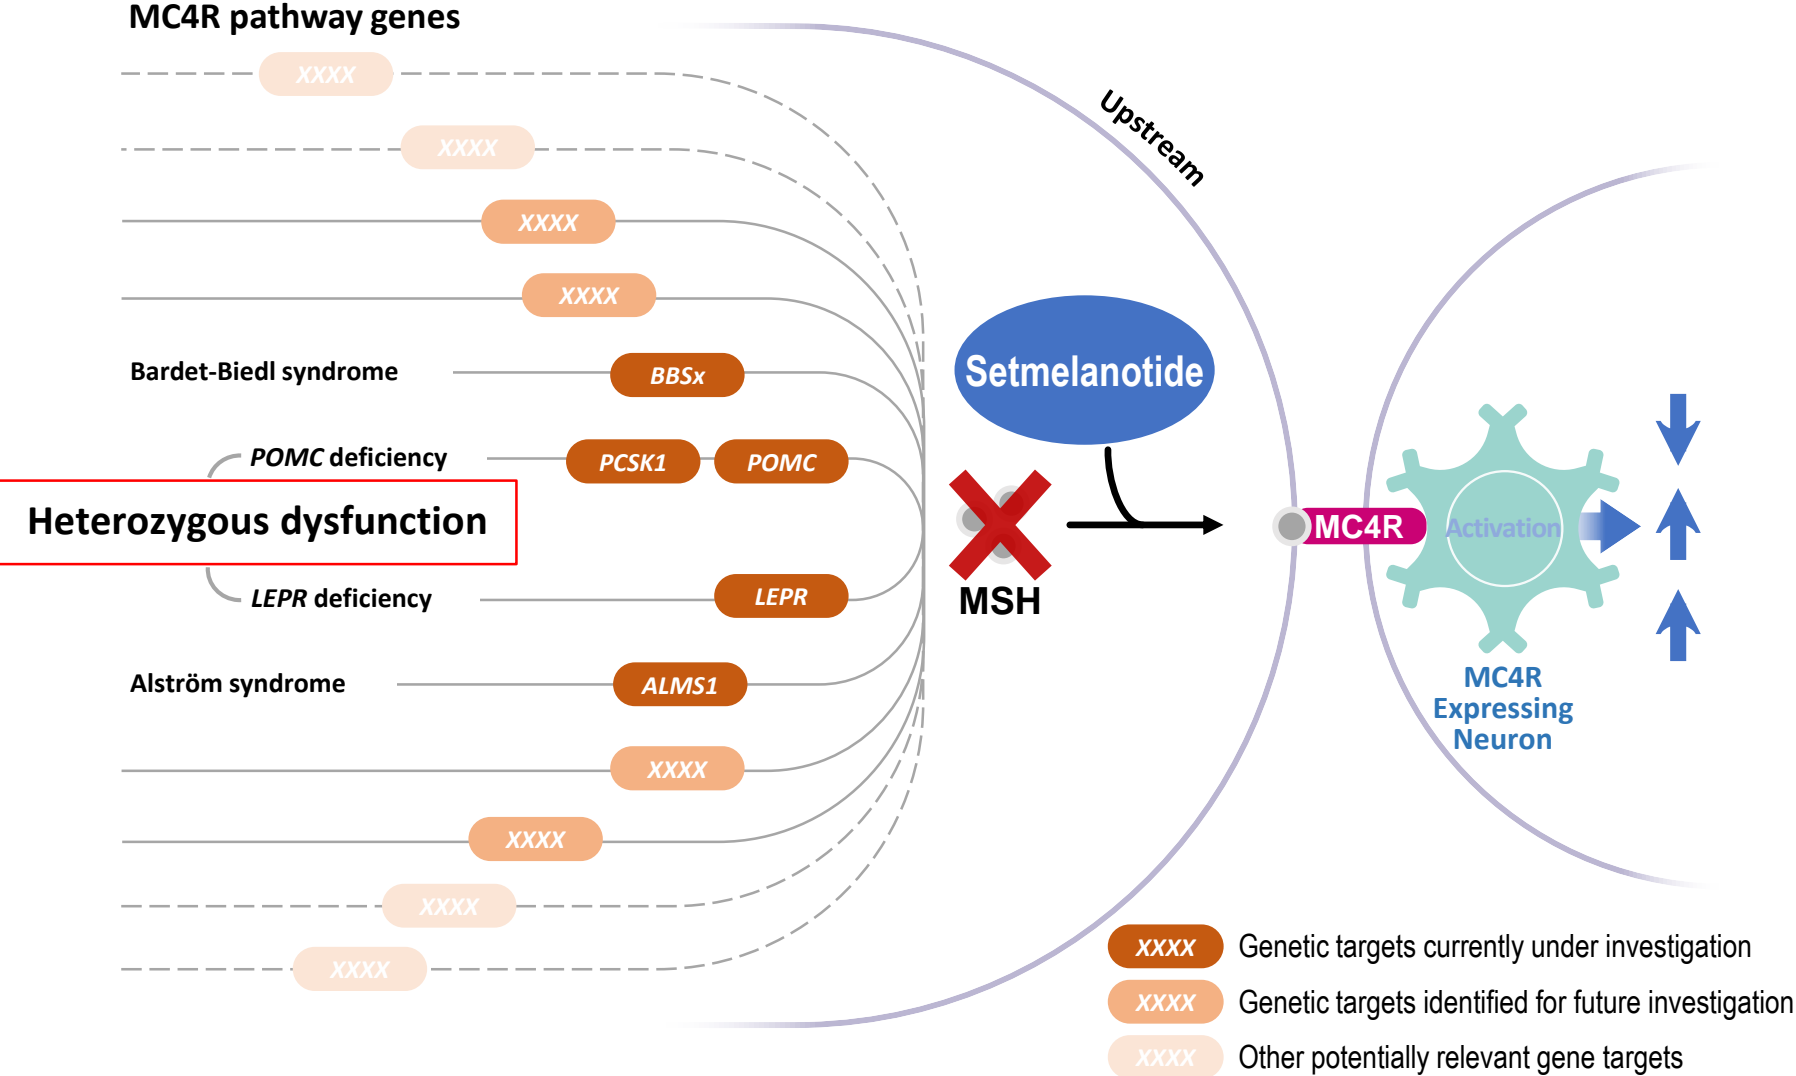 MC4R pathway genes
XXXX
XXXX
XXXX
XXXX
Upstream
Bardet-Biedl syndrome
BBSx
Setmelanotide
POMC deficiency
PCSK1
POMC
Heterozygous dysfunction
MSH
MC4R
Activation
LEPR deficiency
LEPR
Alström syndrome
ALMS1
MC4R
Expressing
Neuron
XXXX
XXXX
XXXX
XXXX
XXXX Genetic targets currently under investigation
XXXX Genetic targets identified for future investigation
XXXX Other potentially relevant gene targets